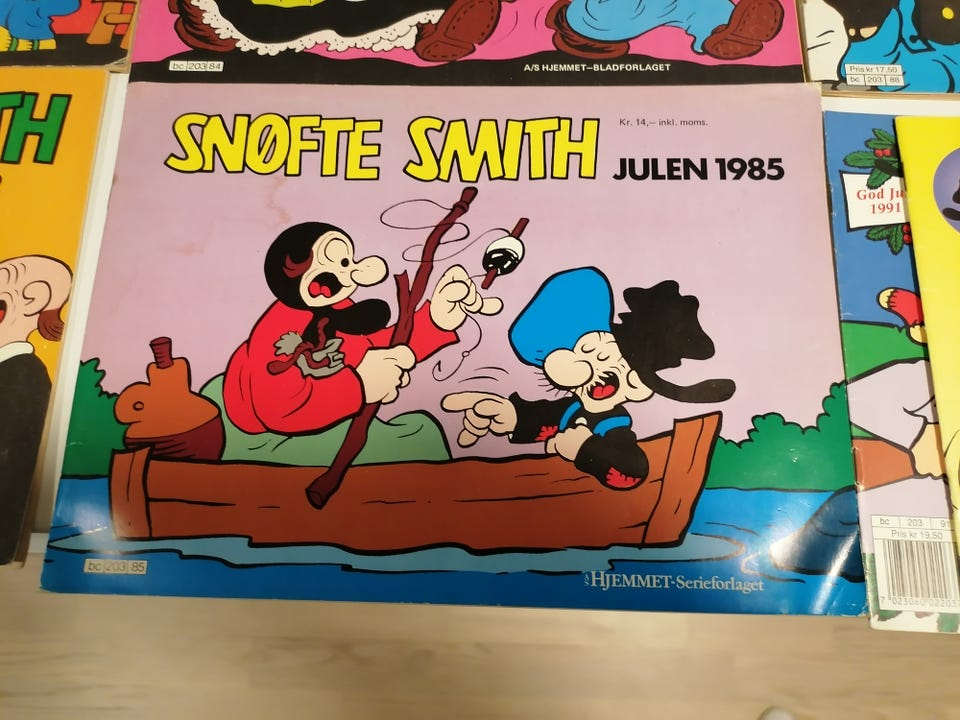 bc 203 84
A/S HJEMMET–BLADFORLAGET
Pris kr 17,50
bc 203 88
TH
SNØFTE SMITH
Kr. 14,– inkl. moms.
JULEN 1985
God Ju
1991
bc 203 85
HJEMMET-Serieforlaget
bc 203 91
Pris kr 19.50